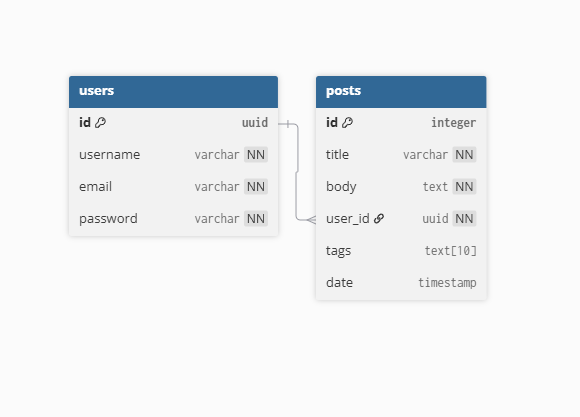 users
id uuid
username varchar NN
email varchar NN
password varchar NN
posts
id integer
title varchar NN
body text NN
user_id uuid NN
tags text[10]
date timestamp